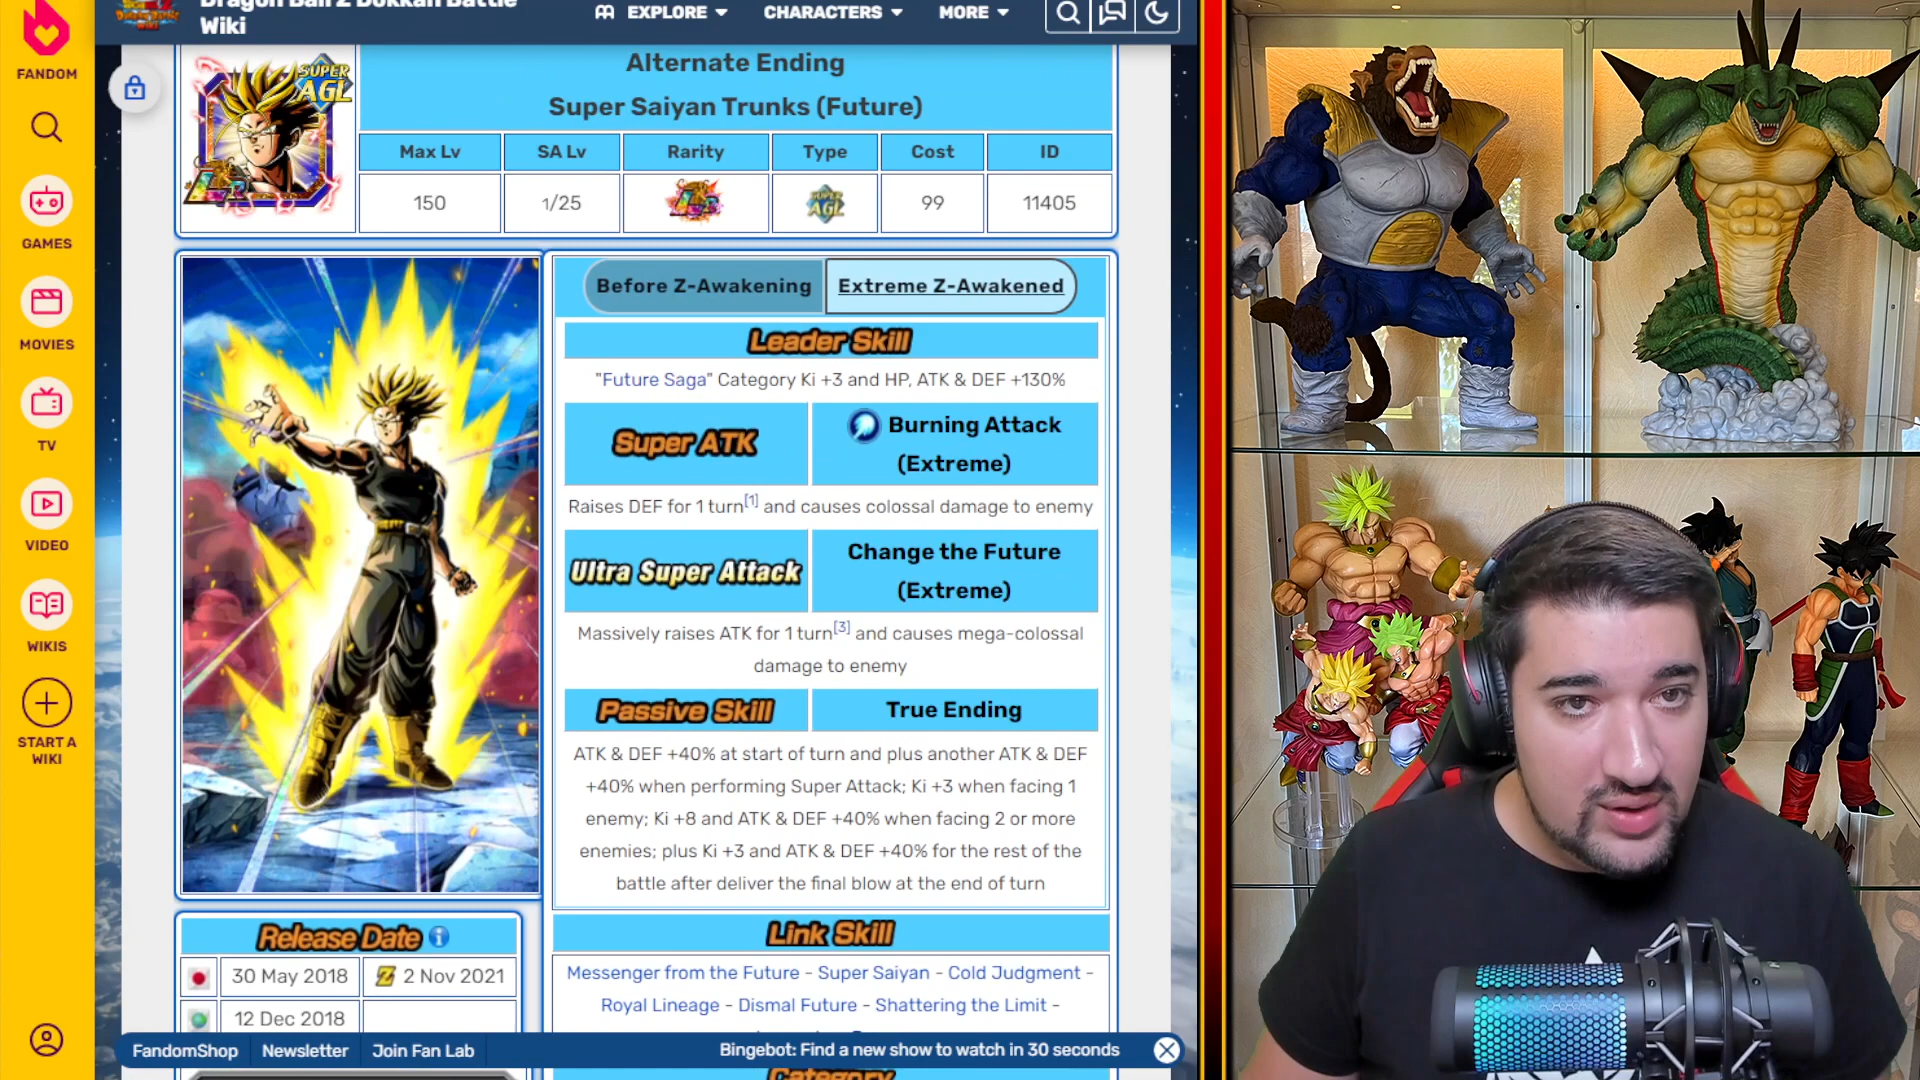 Dragon Ball Z Dokkan Battle
Wiki
EXPLORE
CHARACTERS
MORE
FANDOM
GAMES
MOVIES
TV
VIDEO
WIKIS
START A
WIKI
SUPER
AGL
LR
Alternate Ending
Super Saiyan Trunks (Future)
Max Lv
SA Lv
Rarity
Type
Cost
ID
150
1/25
LR
SUPER
AGL
99
11405
Before Z-Awakening
Extreme Z-Awakened
Leader Skill
"Future Saga" Category Ki +3 and HP, ATK & DEF +130%
Super ATK
Burning Attack
(Extreme)
Raises DEF for 1 turn[1] and causes colossal damage to enemy
Ultra Super Attack
Change the Future
(Extreme)
Massively raises ATK for 1 turn[3] and causes mega-colossal
damage to enemy
Passive Skill
True Ending
ATK & DEF +40% at start of turn and plus another ATK & DEF
+40% when performing Super Attack; Ki +3 when facing 1
enemy; Ki +8 and ATK & DEF +40% when facing 2 or more
enemies; plus Ki +3 and ATK & DEF +40% for the rest of the
battle after deliver the final blow at the end of turn
Release Date
30 May 2018
Z 2 Nov 2021
12 Dec 2018
Link Skill
Messenger from the Future - Super Saiyan - Cold Judgment -
Royal Lineage - Dismal Future - Shattering the Limit -
Category
FandomShop
Newsletter
Join Fan Lab
Bingebot: Find a new show to watch in 30 seconds